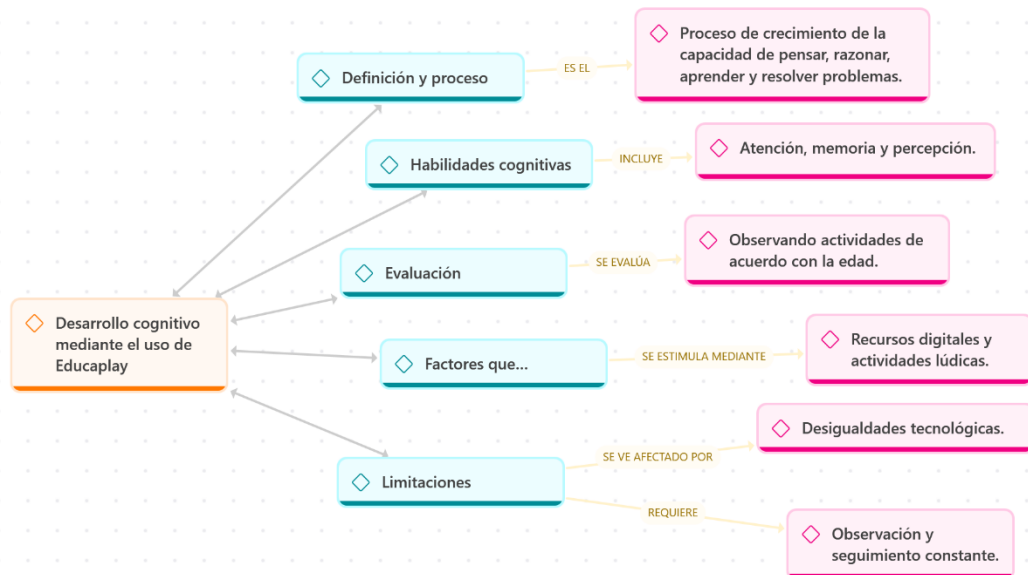 Definición y proceso
ES EL
Proceso de crecimiento de la
capacidad de pensar, razonar,
aprender y resolver problemas.
Habilidades cognitivas
INCLUYE
Atención, memoria y percepción.
Evaluación
SE EVALÚA
Observando actividades de
acuerdo con la edad.
Desarrollo cognitivo
mediante el uso de
Educaplay
Factores que...
SE ESTIMULA MEDIANTE
Recursos digitales y
actividades lúdicas.
Limitaciones
SE VE AFECTADO POR
Desigualdades tecnológicas.
REQUIERE
Observación y
seguimiento constante.